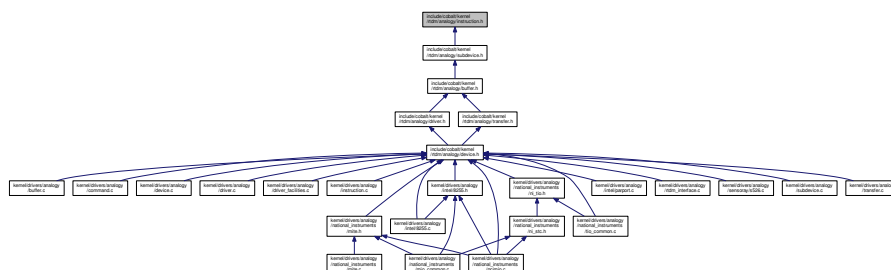 include/cobalt/kernel
/rtdm/analogy/instruction.h
include/cobalt/kernel
/rtdm/analogy/subdevice.h
include/cobalt/kernel
/rtdm/analogy/buffer.h
include/cobalt/kernel
/rtdm/analogy/driver.h
include/cobalt/kernel
/rtdm/analogy/transfer.h
include/cobalt/kernel
/rtdm/analogy/device.h
kernel/drivers/analogy
/buffer.c
kernel/drivers/analogy
/command.c
kernel/drivers/analogy
/device.c
kernel/drivers/analogy
/driver.c
kernel/drivers/analogy
/driver_facilities.c
kernel/drivers/analogy
/instruction.c
kernel/drivers/analogy
/intel/8255.h
kernel/drivers/analogy
/national_instruments
/ni_tio.h
kernel/drivers/analogy
/intel/parport.c
kernel/drivers/analogy
/rtdm_interface.c
kernel/drivers/analogy
/sensoray/s526.c
kernel/drivers/analogy
/subdevice.c
kernel/drivers/analogy
/transfer.c
kernel/drivers/analogy
/national_instruments
/mite.h
kernel/drivers/analogy
/intel/8255.c
kernel/drivers/analogy
/national_instruments
/ni_stc.h
kernel/drivers/analogy
/national_instruments
/tio_common.c
kernel/drivers/analogy
/national_instruments
/mite.c
kernel/drivers/analogy
/national_instruments
/mio_common.c
kernel/drivers/analogy
/national_instruments
/pcimio.c